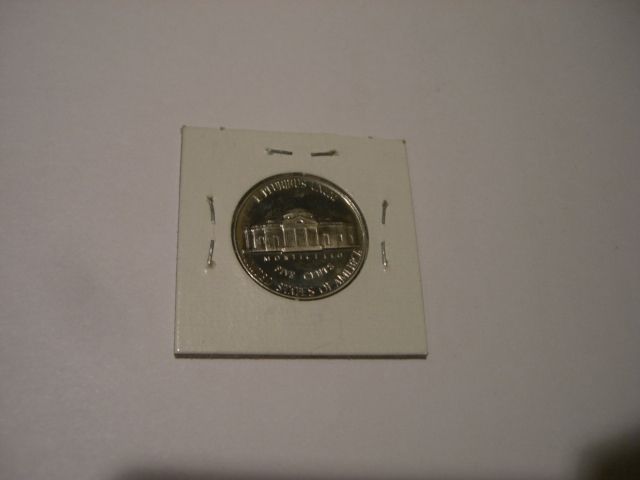 E PLURIBUS UNUM
MONTICELLO
FIVE CENTS
UNITED STATES OF AMERICA